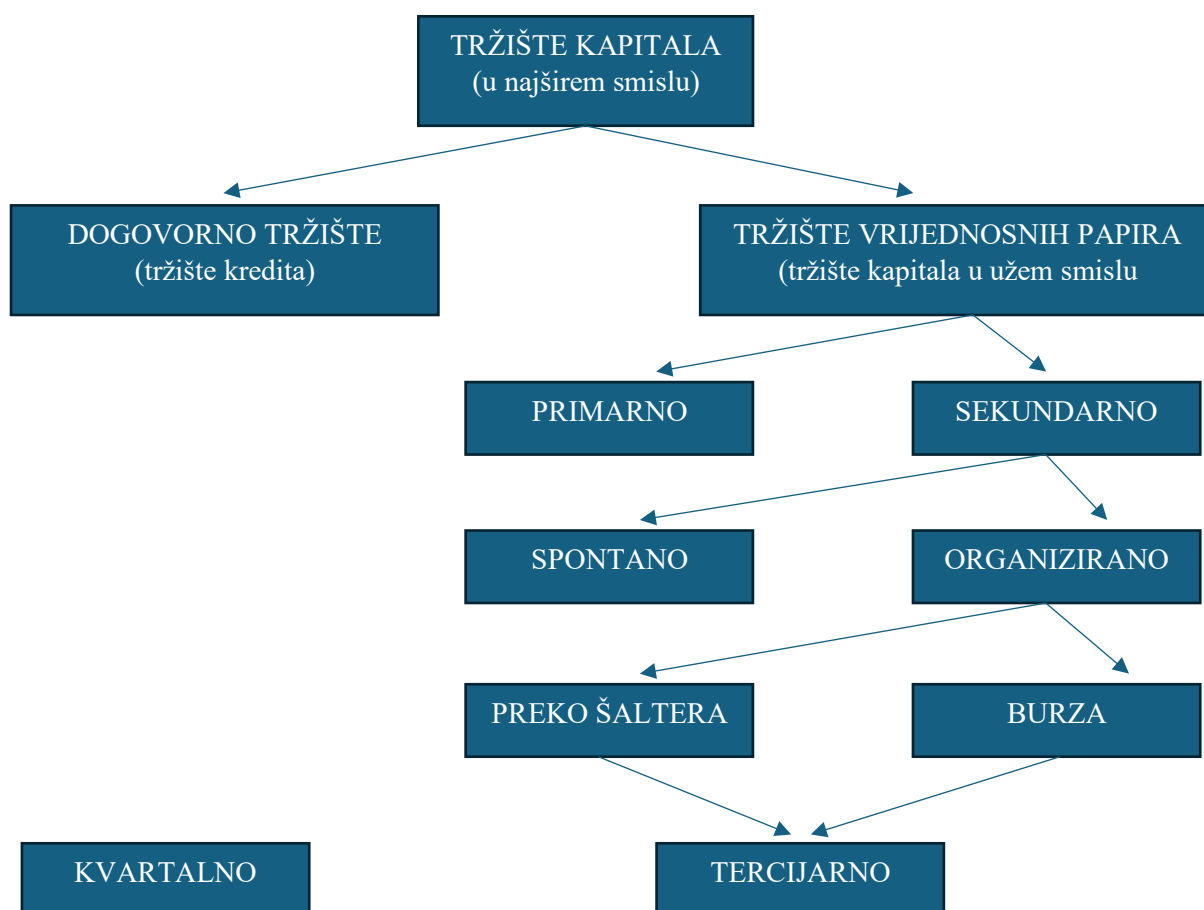 TRŽIŠTE KAPITALA
(u najširem smislu)
DOGOVORNO TRŽIŠTE
(tržište kredita)
TRŽIŠTE VRIJEDNOSNIH PAPIRA
(tržište kapitala u užem smislu
PRIMARNO
SEKUNDARNO
SPONTANO
ORGANIZIRANO
PREKO ŠALTERA
BURZA
KVARTALNO
TERCIJARNO